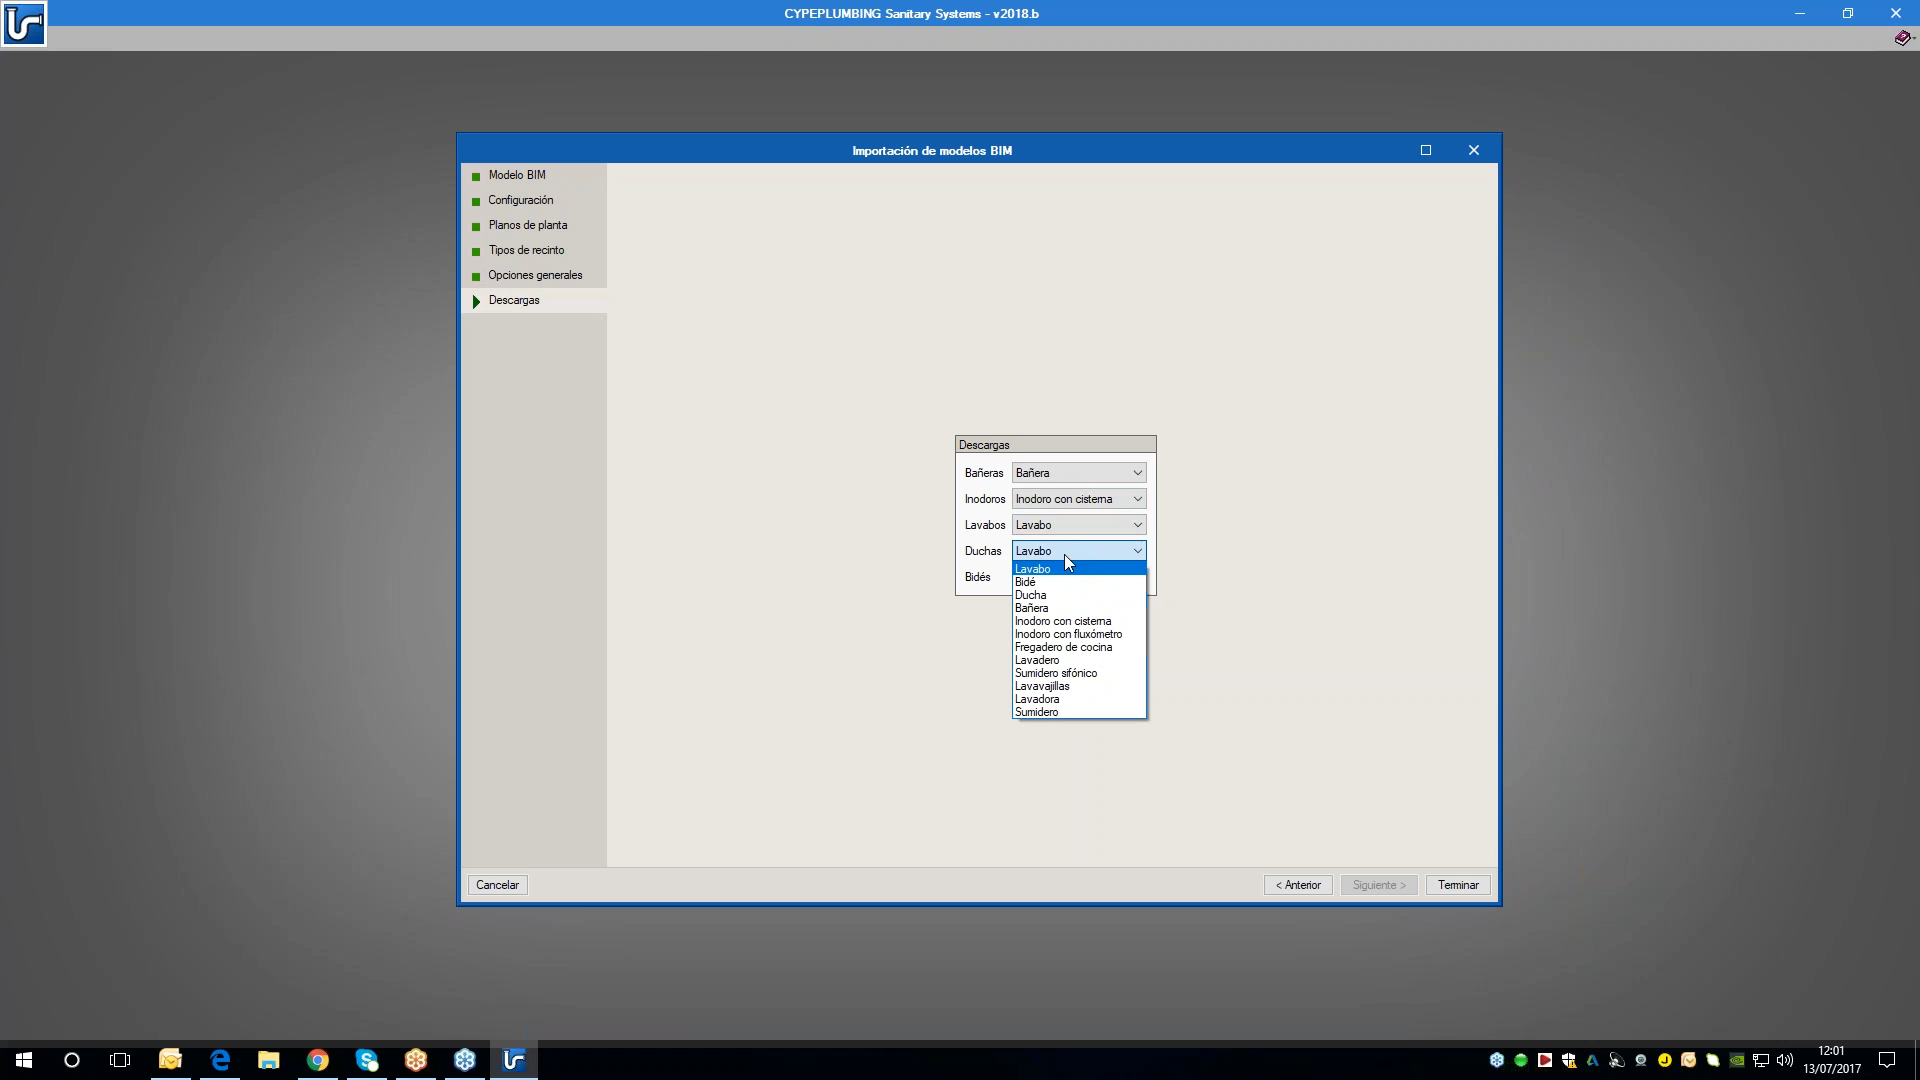 CYPEPLUMBING Sanitary Systems - v2018.b
Importación de modelos BIM
Modelo BIM
Configuración
Planos de planta
Tipos de recinto
Opciones generales
Descargas
Descargas
Bañeras Bañera
Inodoros Inodoro con cisterna
Lavabos Lavabo
Duchas Lavabo
Bidés
Lavabo
Bidé
Ducha
Bañera
Inodoro con cisterna
Inodoro con fluxómetro
Fregadero de cocina
Lavadero
Sumidero sifónico
Lavavajillas
Lavadora
Sumidero
Cancelar
< Anterior
Siguiente >
Terminar
12:01
13/07/2017